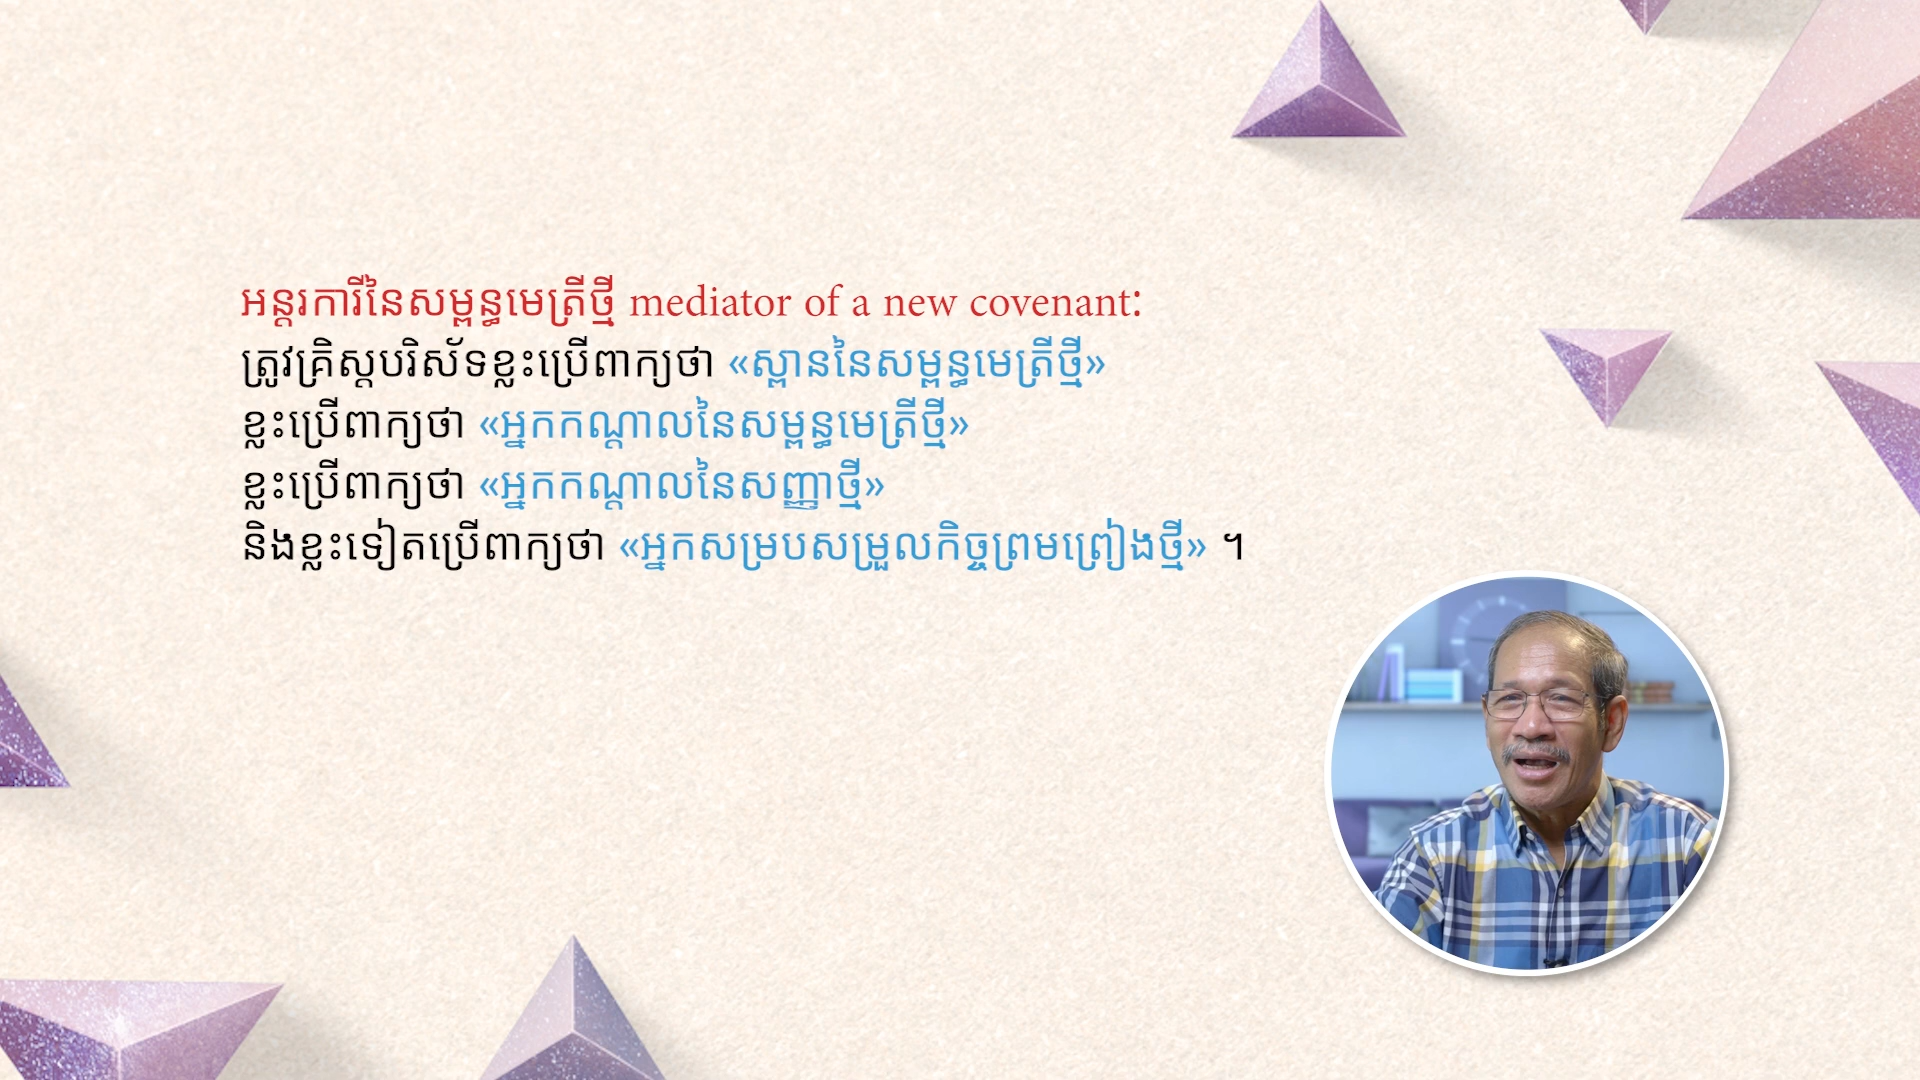 អន្តរការីនៃសម្ពន្ធមេត្រីថ្មី mediator of a new covenant:
ត្រូវគ្រិស្តបរិស័ទខ្លះប្រើពាក្យថា «ស្ពាននៃសម្ពន្ធមេត្រីថ្មី»
ខ្លះប្រើពាក្យថា «អ្នកកណ្តាលនៃសម្ពន្ធមេត្រីថ្មី»
ខ្លះប្រើពាក្យថា «អ្នកកណ្តាលនៃសញ្ញាថ្មី»
និងខ្លះទៀតប្រើពាក្យថា «អ្នកសម្របសម្រួលកិច្ចព្រមព្រៀងថ្មី» ។